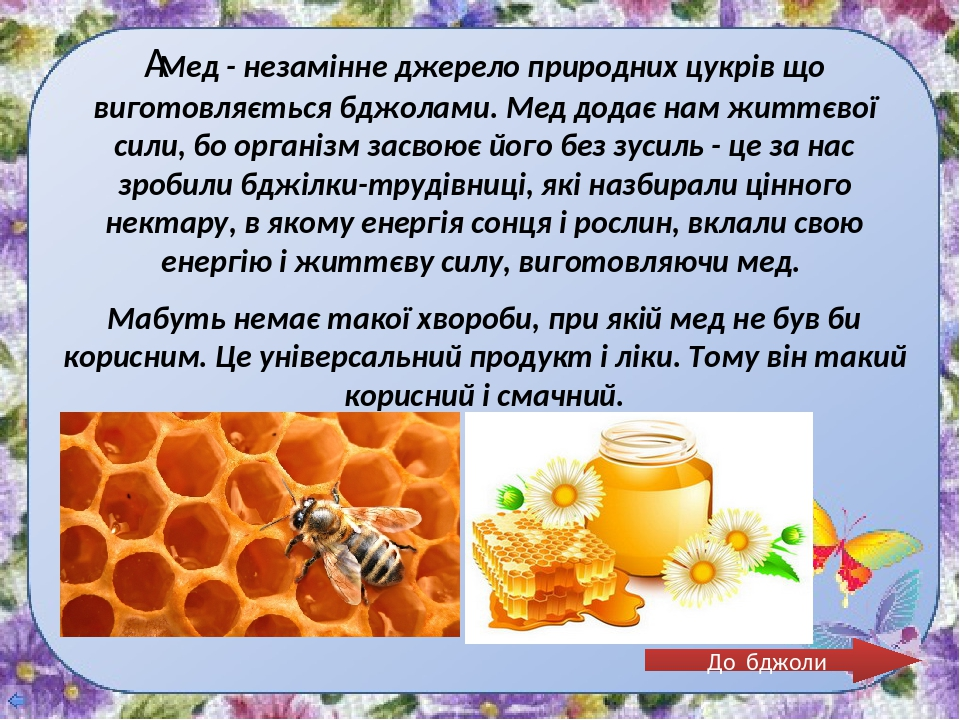 Мед - незамінне джерело природних цукрів що
виготовляється бджолами. Мед додає нам життєвої
сили, бо організм засвоює його без зусиль - це за нас
зробили бджілки-трудівниці, які назбирали цінного
нектару, в якому енергія сонця і рослин, вклали свою
енергію і життєву силу, виготовляючи мед.
Мабуть немає такої хвороби, при якій мед не був би
корисним. Це універсальний продукт і ліки. Тому він такий
корисний і смачний.
До бджоли